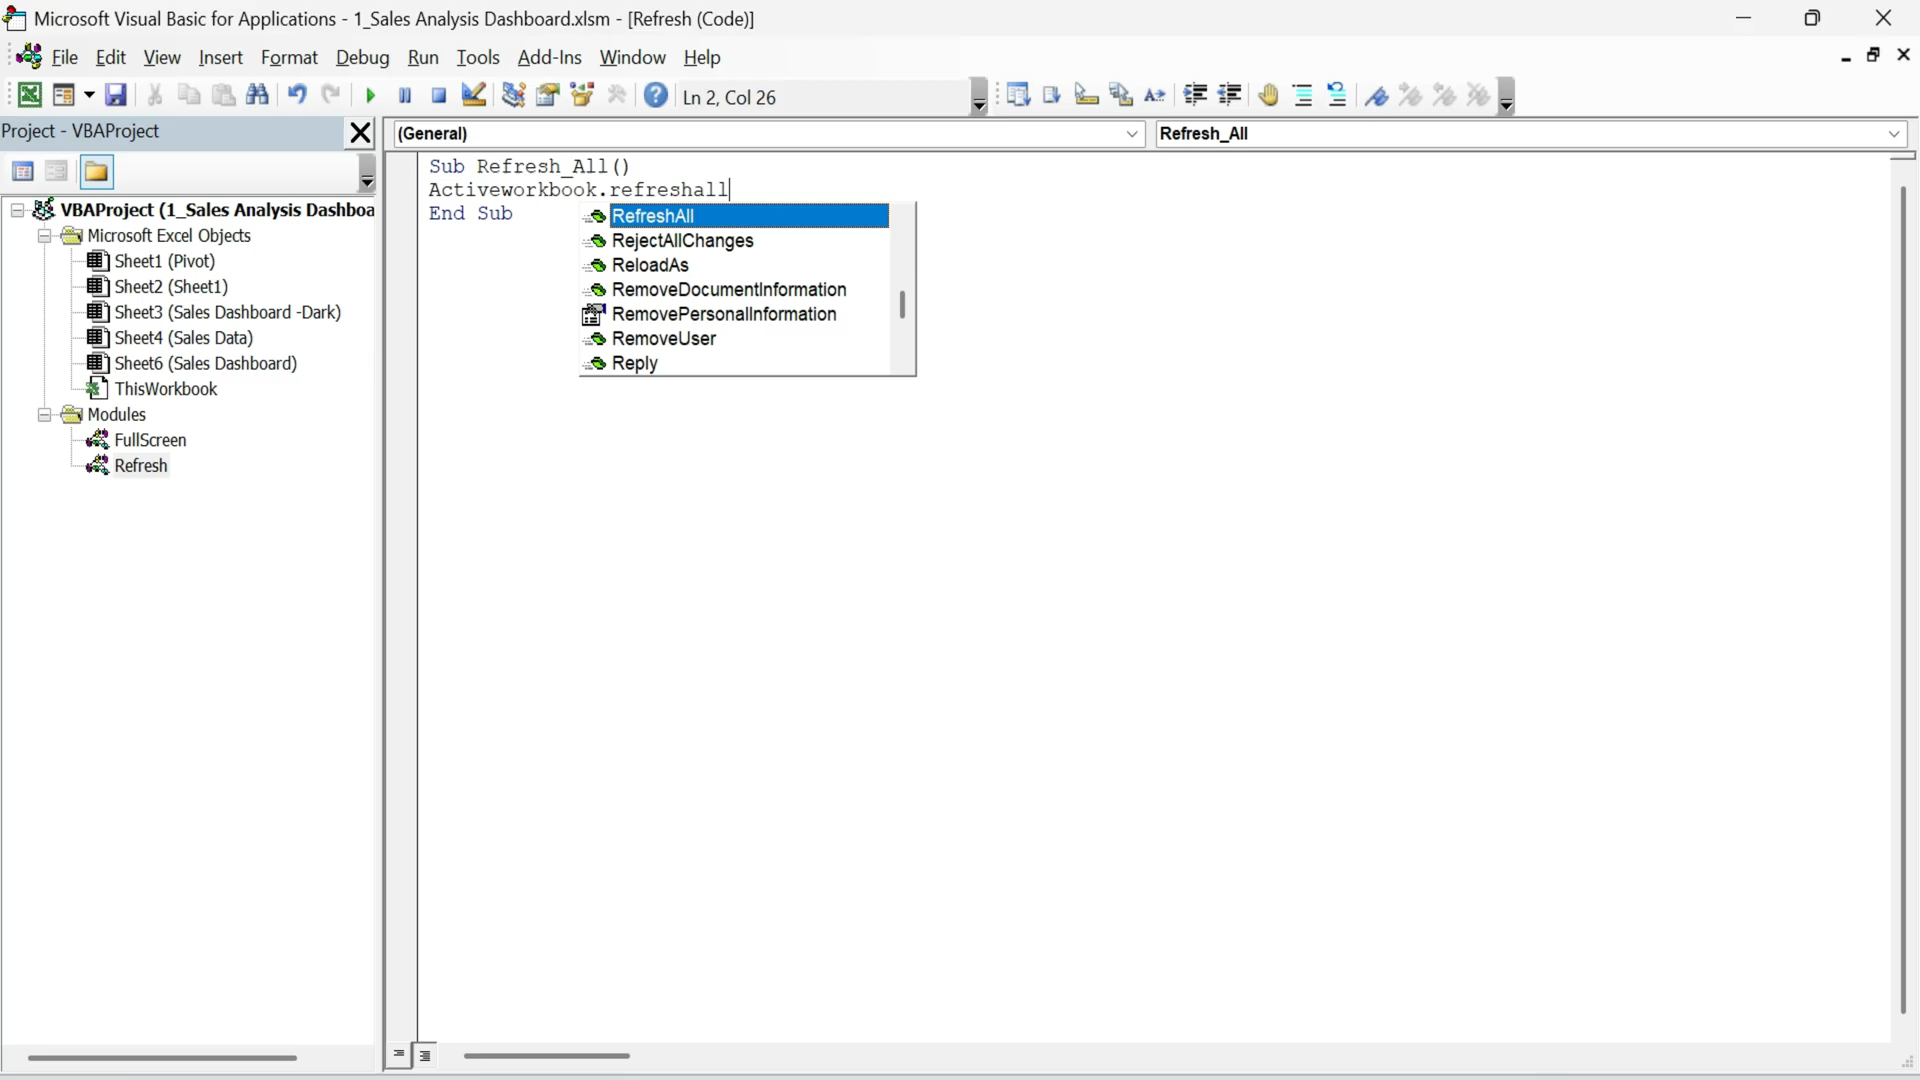 Microsoft Visual Basic for Applications - 1_Sales Analysis Dashboard.xlsm - [Refresh (Code)]
File Edit View Insert Format Debug Run Tools Add-Ins Window Help
Ln 2, Col 26
Project - VBAProject
(General)
Refresh_All
VBAProject (1_Sales Analysis Dashboa
Microsoft Excel Objects
Sheet1 (Pivot)
Sheet2 (Sheet1)
Sheet3 (Sales Dashboard -Dark)
Sheet4 (Sales Data)
Sheet6 (Sales Dashboard)
ThisWorkbook
Modules
FullScreen
Refresh
Sub Refresh_All()
Activeworkbook.refreshall
End Sub
RefreshAll
RejectAllChanges
ReloadAs
RemoveDocumentInformation
RemovePersonalInformation
RemoveUser
Reply